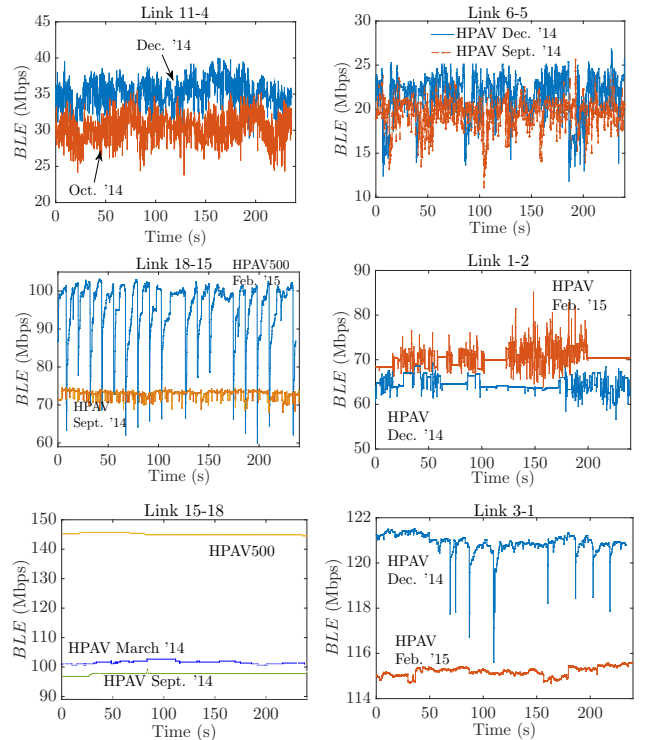 Link 11-4
BLE (Mbps)
45
40
35
30
25
20
Dec. '14
Oct. '14
0 50 100 150 200
Time (s)
Link 6-5
BLE (Mbps)
30
25
20
15
10
HPAV Dec. '14
HPAV Sept. '14
0 50 100 150 200
Time (s)
Link 18-15
BLE (Mbps)
100
90
80
70
60
HPAV500
Feb. '15
HPAV
Sept. '14
0 50 100 150 200
Time (s)
Link 1-2
BLE (Mbps)
90
80
70
60
50
HPAV
Feb. '15
HPAV
Dec. '14
0 50 100 150 200
Time (s)
Link 15-18
BLE (Mbps)
150
140
130
120
110
100
90
HPAV500
HPAV March '14
HPAV Sept. '14
0 50 100 150 200
Time (s)
Link 3-1
BLE (Mbps)
122
120
118
116
114
HPAV
Dec. '14
HPAV
Feb. '15
0 50 100 150 200
Time (s)